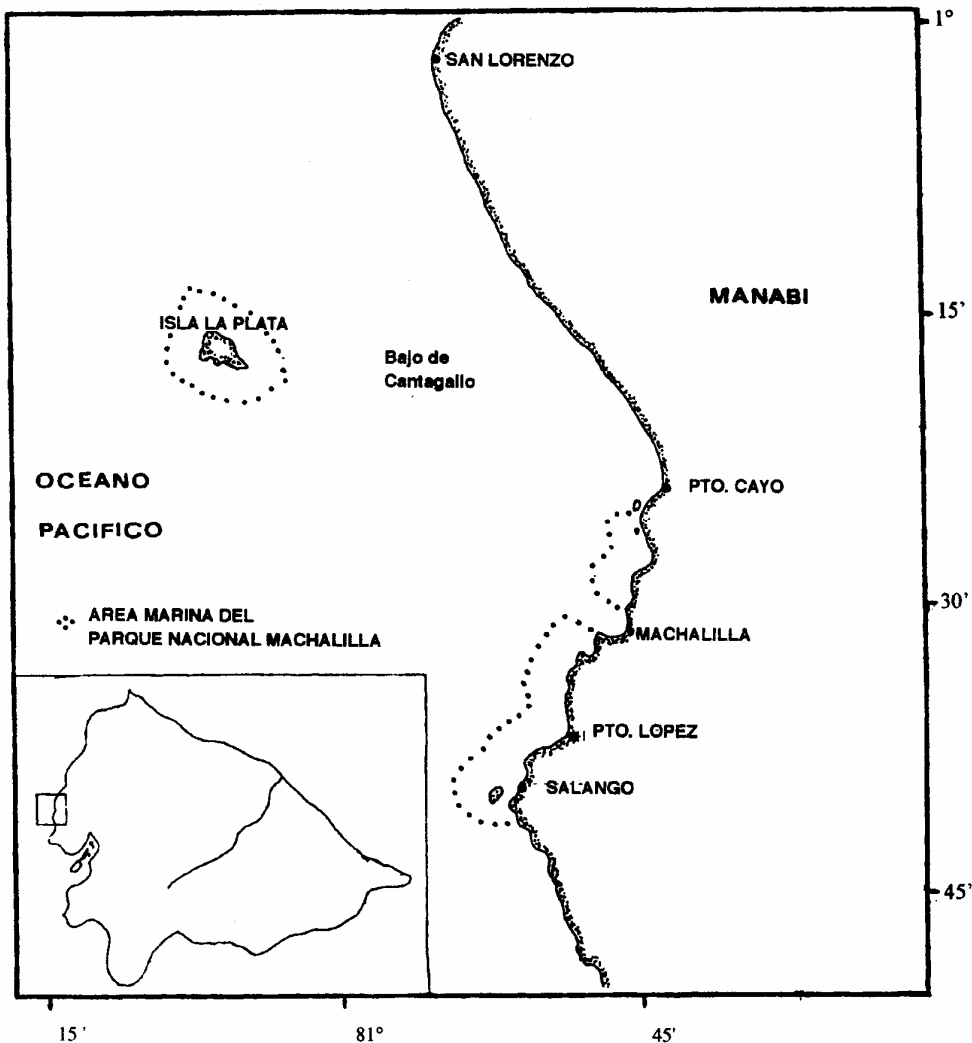 1°
SAN LORENZO
MANABI
15'
ISLA LA PLATA
Bajo de
Cantagallo
OCEANO
PACIFICO
PTO. CAYO
30'
AREA MARINA DEL
PARQUE NACIONAL MACHALILLA
MACHALILLA
PTO. LOPEZ
SALANGO
45'
15'
81°
45'